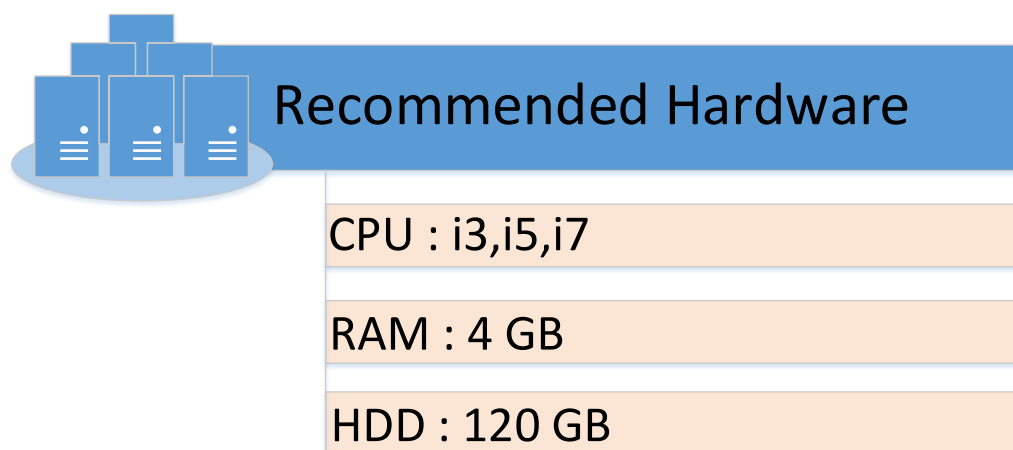 Recommended Hardware
CPU : i3,i5,i7
RAM : 4 GB
HDD : 120 GB